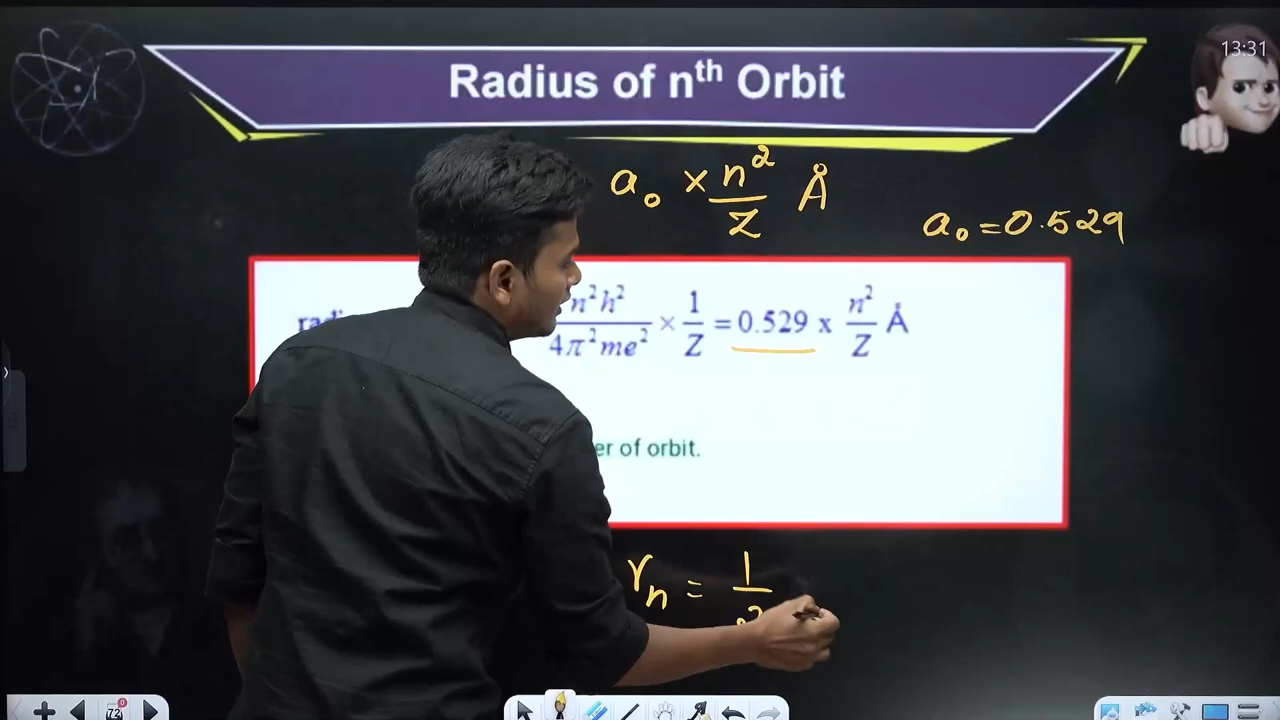 13:31
Radius of nth Orbit
a₀ × n²/Z Å
a₀ = 0.529
n²h²/4π²me² × 1/Z = 0.529 x n²/Z Å
of orbit.
rₙ = 1/2
72